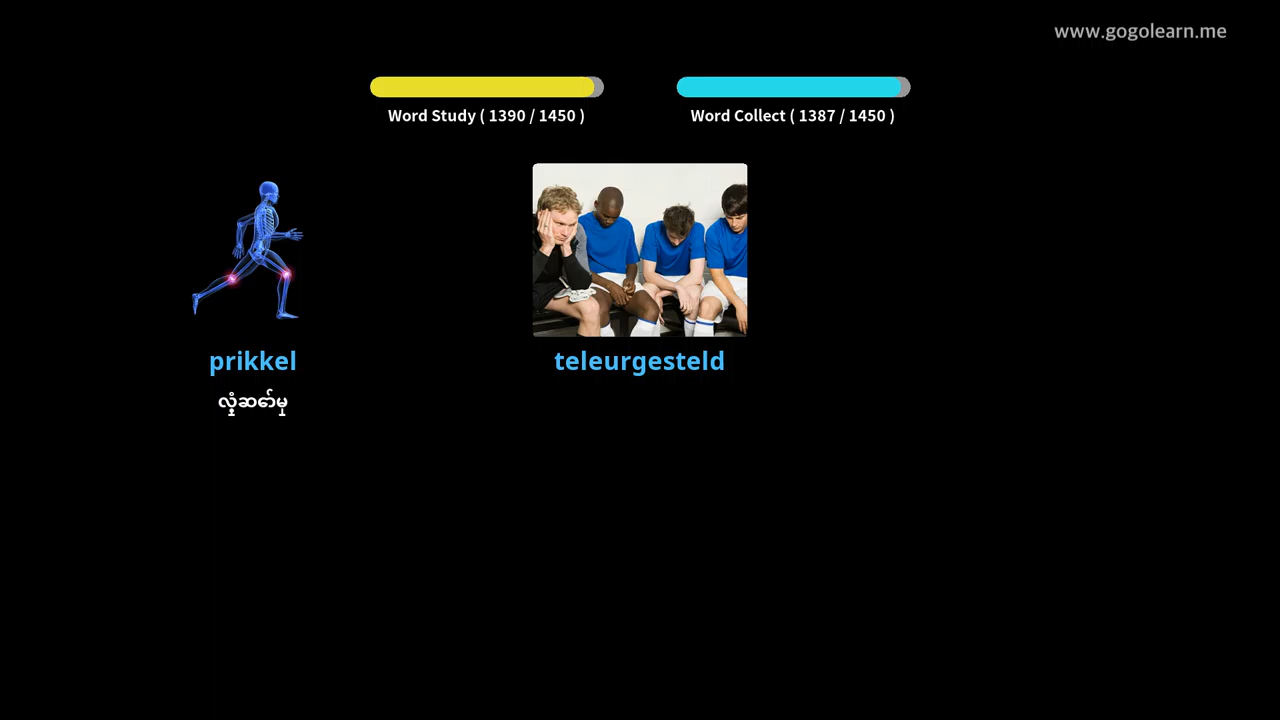 www.gogolearn.me
Word Study ( 1390 / 1450 )
Word Collect ( 1387 / 1450 )
prikkel
teleurgesteld
လှုံ့ဆော်မှု